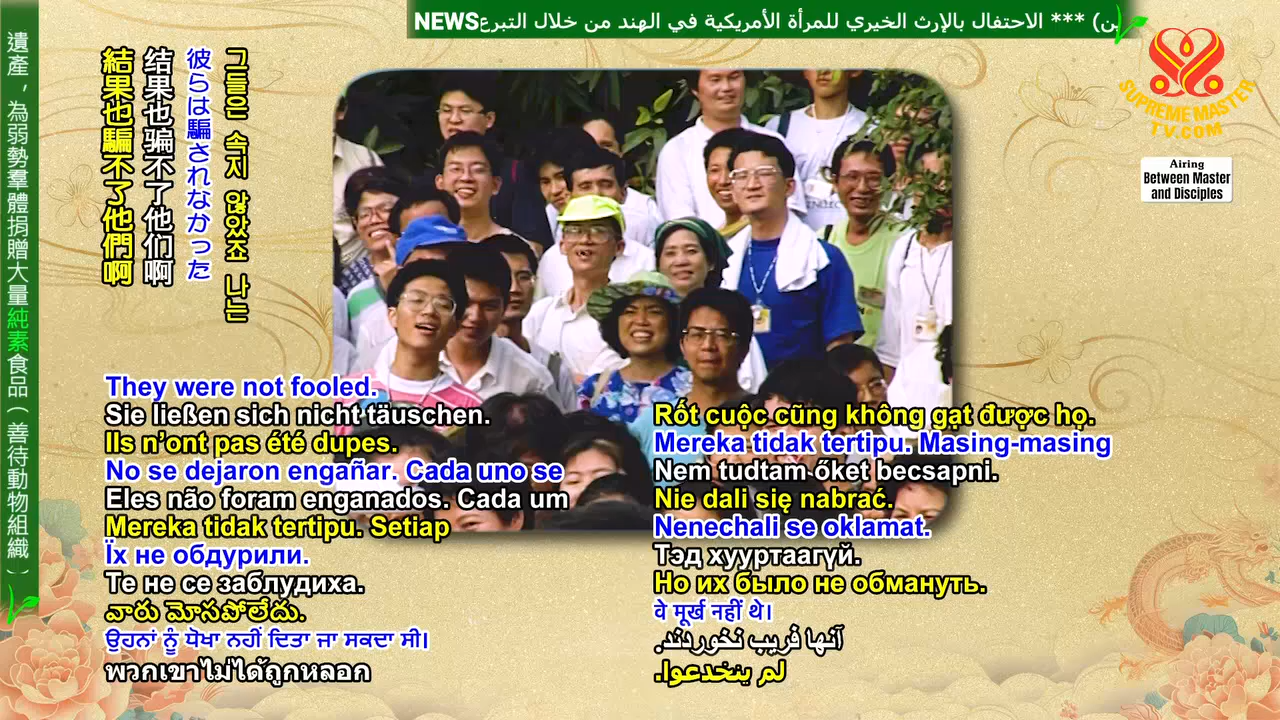 NEWS الاحتفال بالإرث الخيري للمرأة الأمريكية في الهند من خلال التبرع *** (ين
SUPREME MASTER
TV.COM
Airing
Between Master
and Disciples
遺產，為弱勢羣體捐贈大量純素食品（善待動物組織）
結果也騙不了他們啊
结果也骗不了他们啊
彼らは騙されなかった
그들은 속지 않았죠 나는
They were not fooled.
Sie ließen sich nicht täuschen.
Ils n’ont pas été dupes.
No se dejaron engañar. Cada uno se
Eles não foram enganados. Cada um
Mereka tidak tertipu. Setiap
Їх не обдурили.
Те не се заблудиха.
వారు మోసపోలేదు.
ਉਹਨਾਂ ਨੂੰ ਧੋਖਾ ਨਹੀਂ ਦਿਤਾ ਜਾ ਸਕਦਾ ਸੀ।
พวกเขาไม่ได้ถูกหลอก
Rốt cuộc cũng không gạt được họ.
Mereka tidak tertipu. Masing-masing
Nem tudtam őket becsapni.
Nie dali się nabrać.
Nenechali se oklamat.
Тэд хууртаагүй.
Но их было не обмануть.
वे मूर्ख नहीं थे।
آنها فریب نخوردند.
لم ينخدعوا.